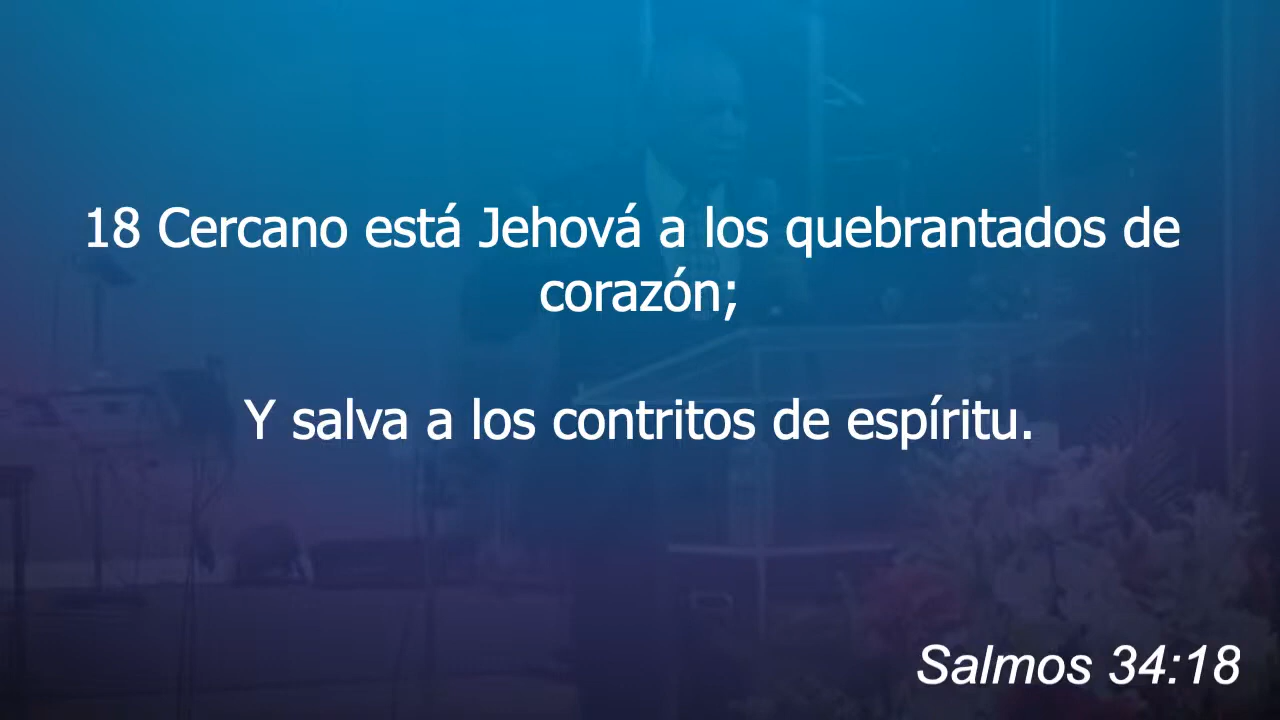 18 Cercano está Jehová a los quebrantados de
corazón;
Y salva a los contritos de espíritu.
Salmos 34:18